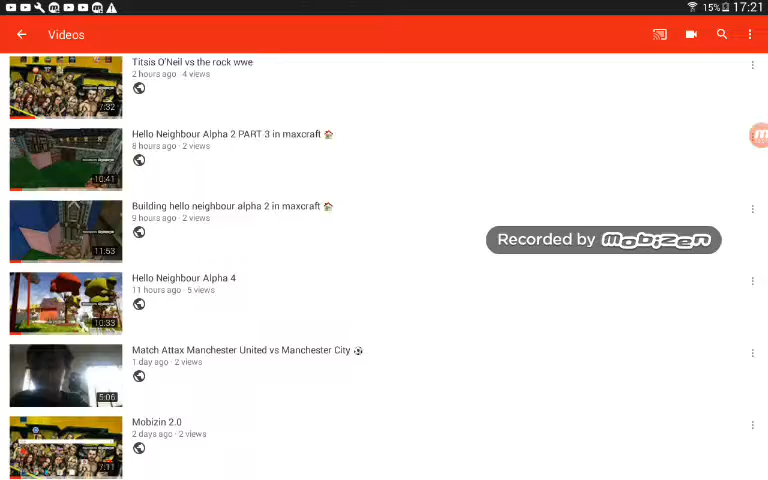 15% 17:21
Videos
Titsis O'Neil vs the rock wwe
2 hours ago · 4 views
7:32
Hello Neighbour Alpha 2 PART 3 in maxcraft
8 hours ago · 2 views
10:41
Building hello neighbour alpha 2 in maxcraft
9 hours ago · 2 views
11:53
Recorded by mobizen
Hello Neighbour Alpha 4
11 hours ago · 5 views
10:33
Match Attax Manchester United vs Manchester City
1 day ago · 2 views
5:06
Mobizin 2.0
2 days ago · 2 views
7:11